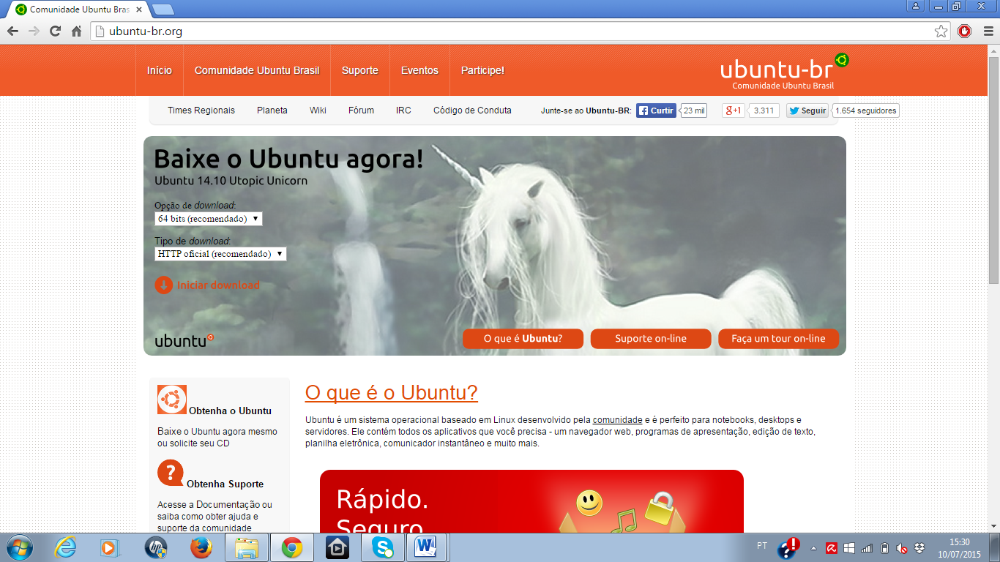 Comunidade Ubuntu Bras
ubuntu-br.org
Início Comunidade Ubuntu Brasil Suporte Eventos Participe!
ubuntu-br
Comunidade Ubuntu Brasil
Times Regionais Planeta Wiki Fórum IRC Código de Conduta Junte-se ao Ubuntu-BR: Curtir 23 mil g+1 3.311 Seguir 1.654 seguidores
Baixe o Ubuntu agora!
Ubuntu 14.10 Utopic Unicorn
Opção de download:
64 bits (recomendado)
Tipo de download:
HTTP oficial (recomendado)
Iniciar download
ubuntu
O que é Ubuntu? Suporte on-line Faça um tour on-line
Obtenha o Ubuntu
Baixe o Ubuntu agora mesmo
ou solicite seu CD
Obtenha Suporte
Acesse a Documentação ou
saiba como obter ajuda e
suporte da comunidade
O que é o Ubuntu?
Ubuntu é um sistema operacional baseado em Linux desenvolvido pela comunidade e é perfeito para notebooks, desktops e
servidores. Ele contém todos os aplicativos que você precisa - um navegador web, programas de apresentação, edição de texto,
planilha eletrônica, comunicador instantâneo e muito mais.
Rápido.
Seguro
PT 15:30
10/07/2015